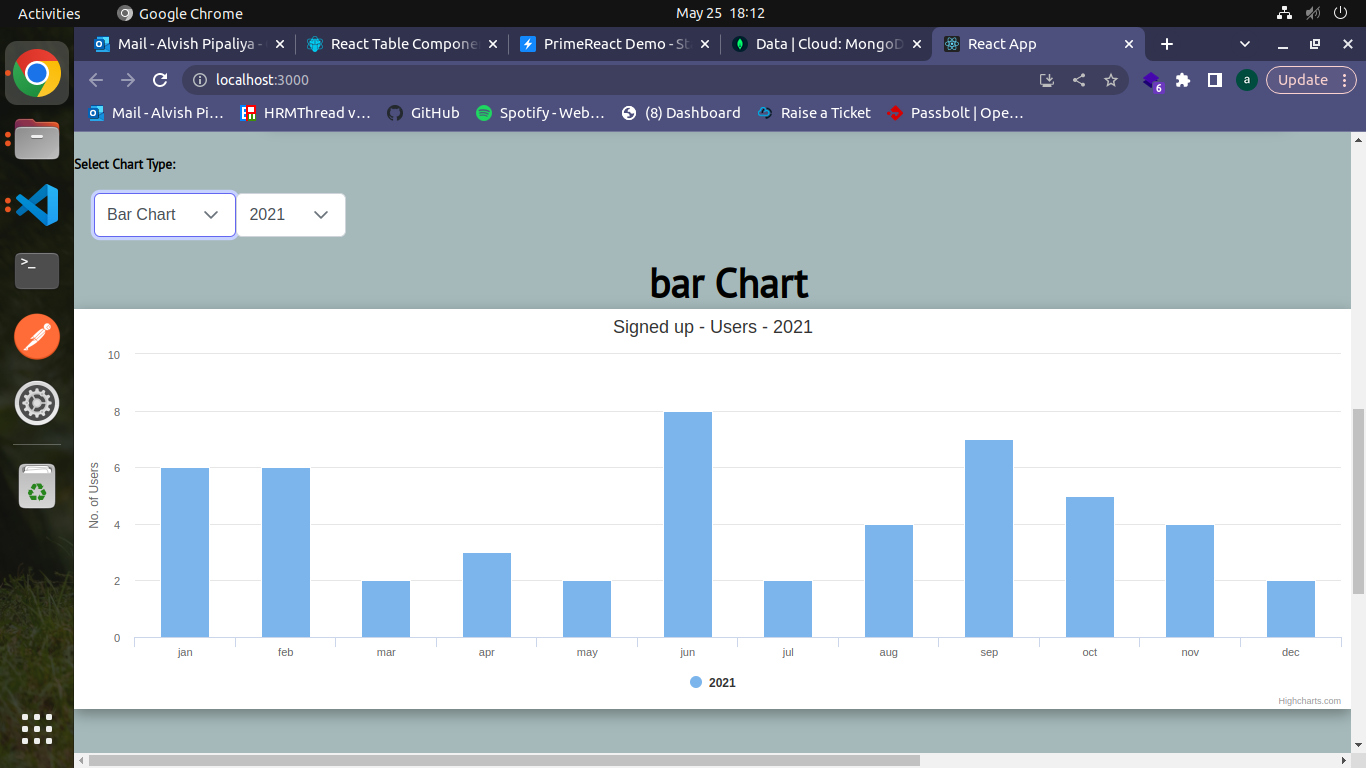 Activities Google Chrome May 25 18:12
Mail - Alvish Pipaliya - React Table Compone PrimeReact Demo - St Data | Cloud: MongoD React App
localhost:3000 6 a Update
Mail - Alvish Pi... HRMThread v... GitHub Spotify - Web... (8) Dashboard Raise a Ticket Passbolt | Ope...
Select Chart Type:
Bar Chart 2021
bar Chart
Signed up - Users - 2021
No. of Users
10
8
6
4
2
0
jan feb mar apr may jun jul aug sep oct nov dec
2021
Highcharts.com